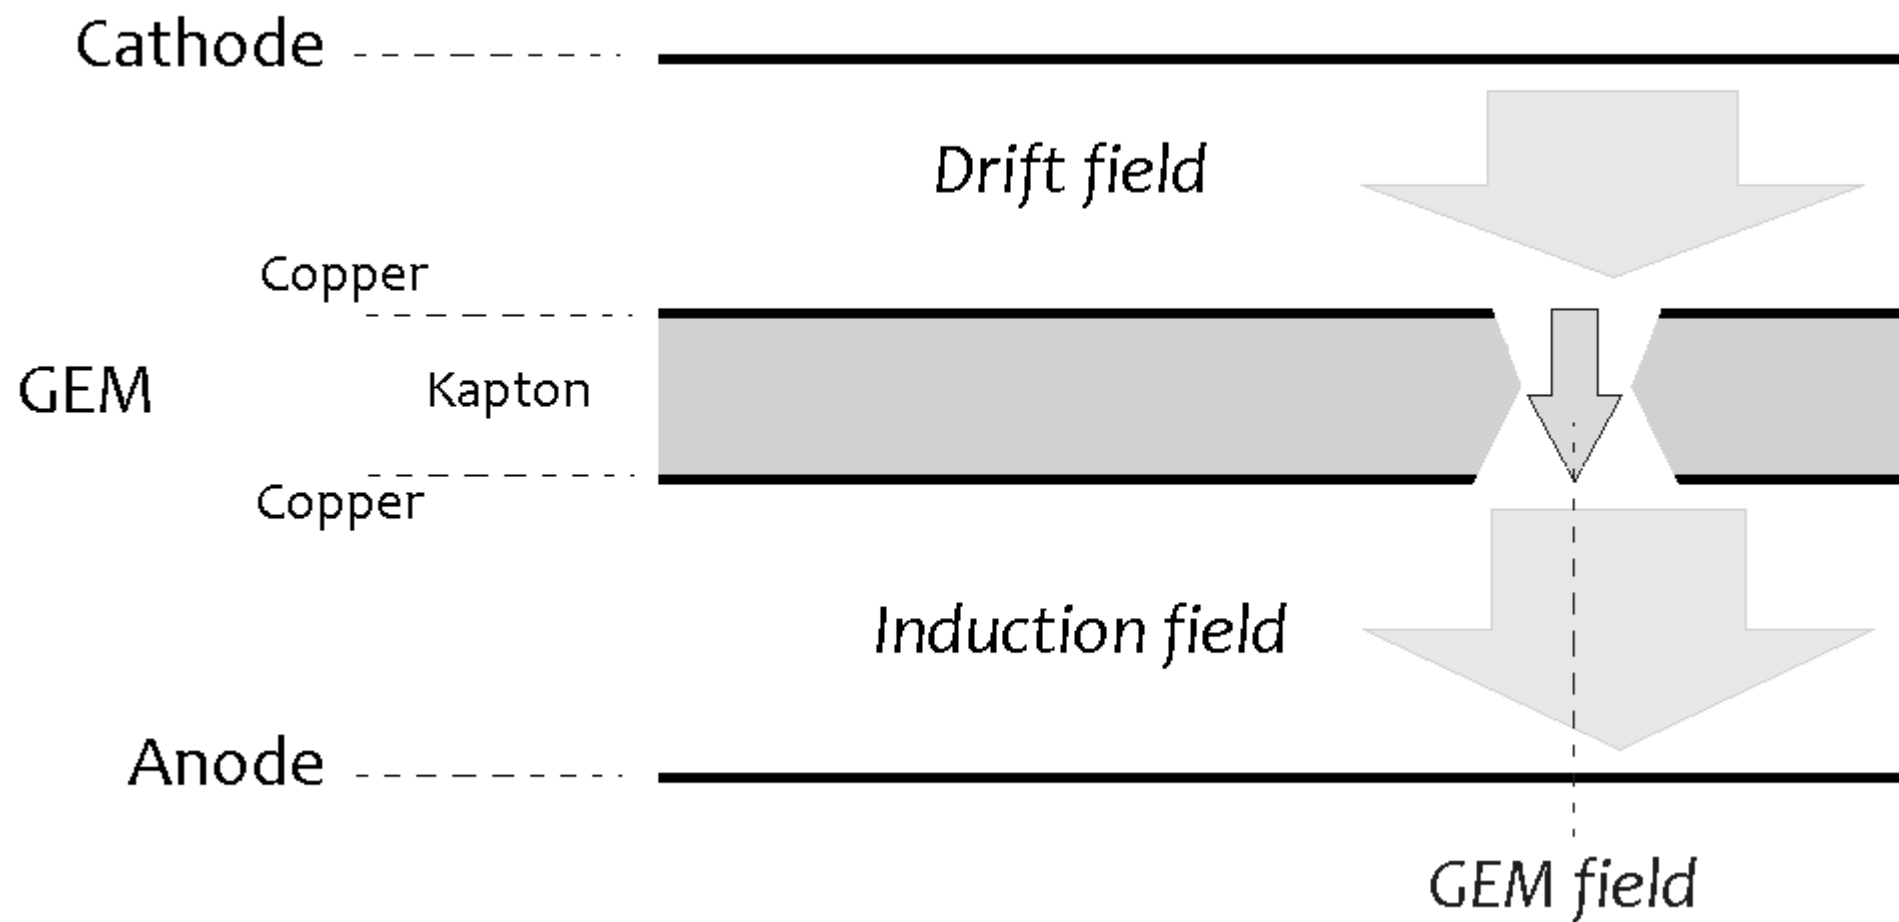 Cathode
Drift field
Copper
GEM
Kapton
Copper
Induction field
Anode
GEM field